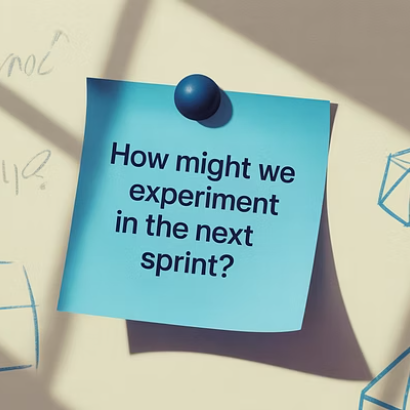 How might we
experiment
in the next
sprint?